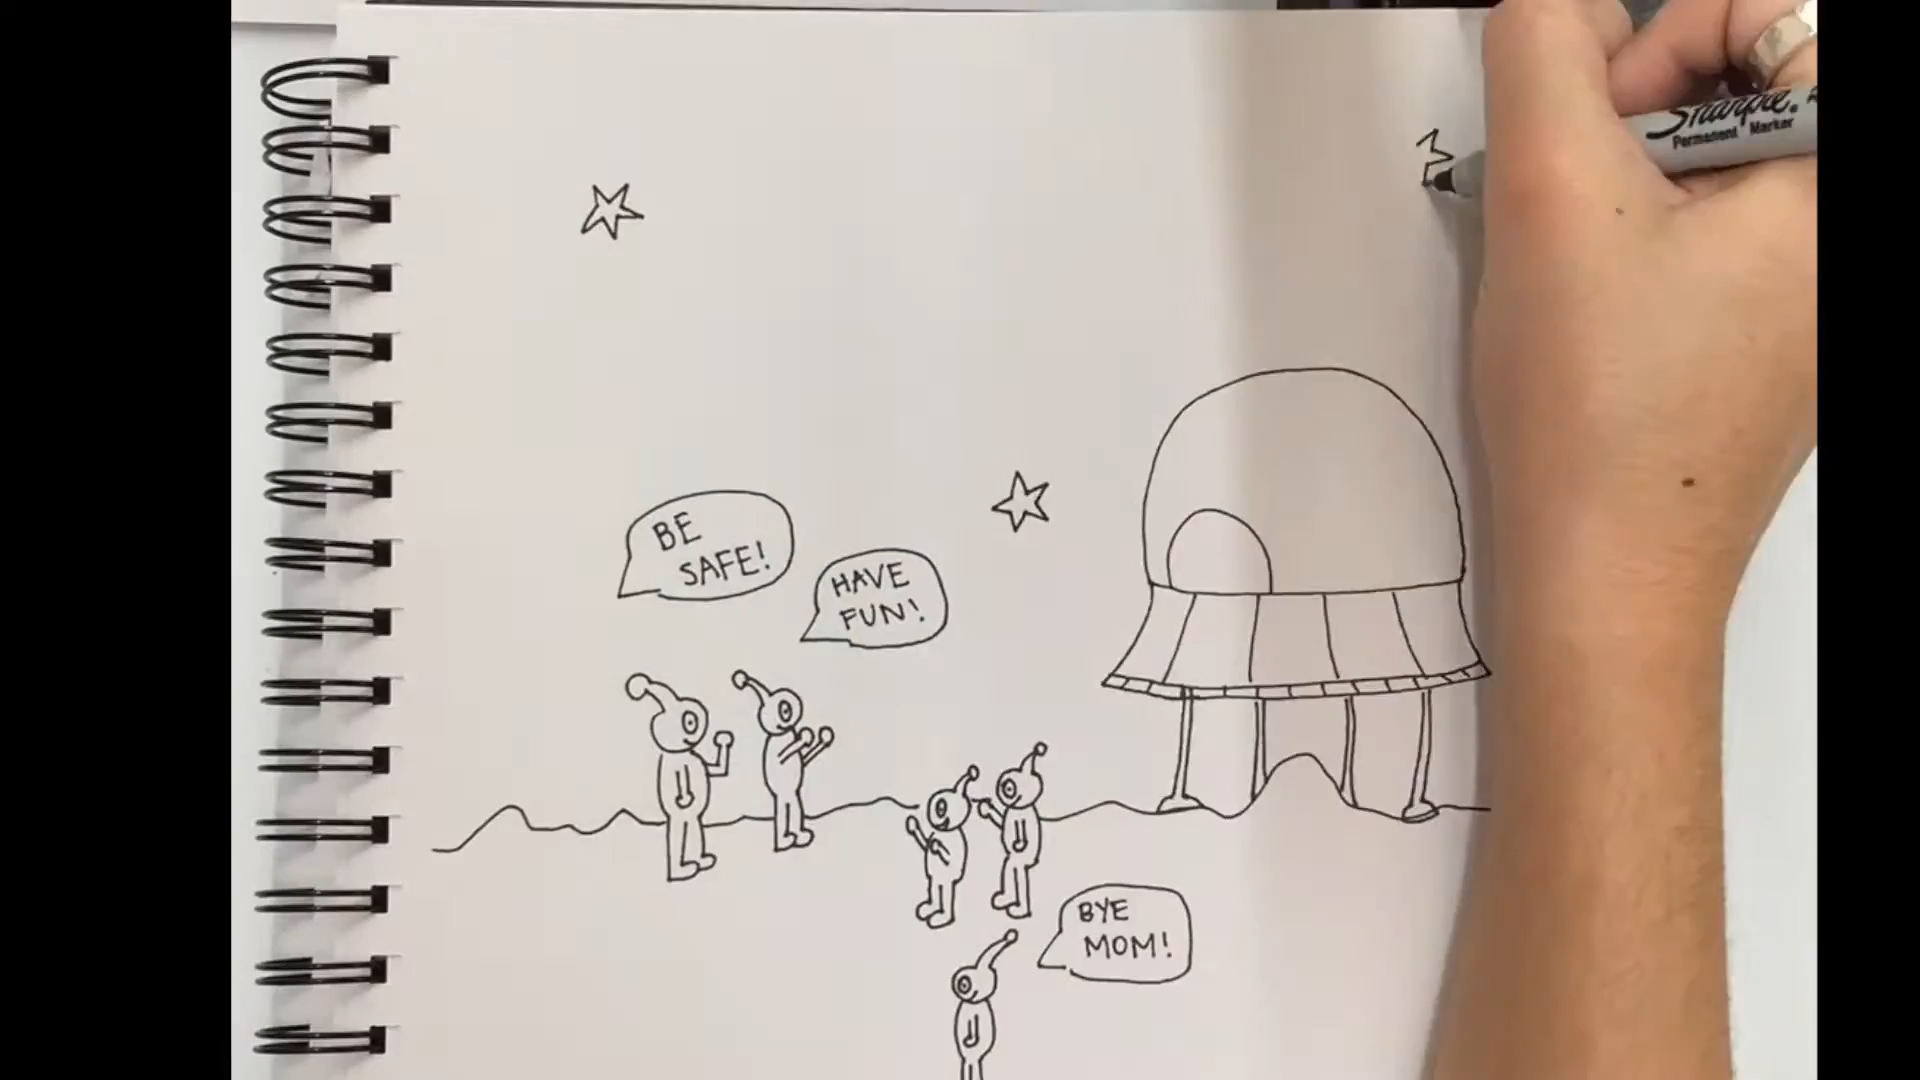 Sharpie.
Permanent Marker
BE
SAFE!
HAVE
FUN!
BYE
MOM!